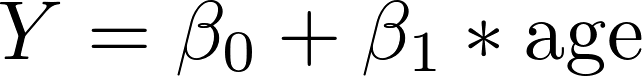 Y = β₀ + β₁ * age